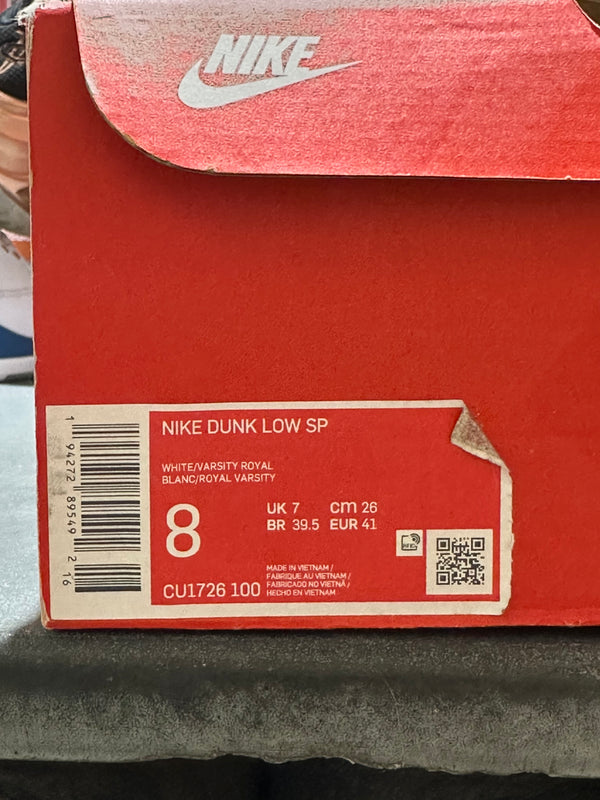 NIKE
NIKE DUNK LOW SP
WHITE/VARSITY ROYAL
BLANC/ROYAL VARSITY
8
UK 7 cm 26
BR 39.5 EUR 41
CU1726 100
MADE IN VIETNAM /
FABRIQUE AU VIETNAM /
FABRICADO NO VIETNÃ /
HECHO EN VIETNAM
1 94272 89549 2 16